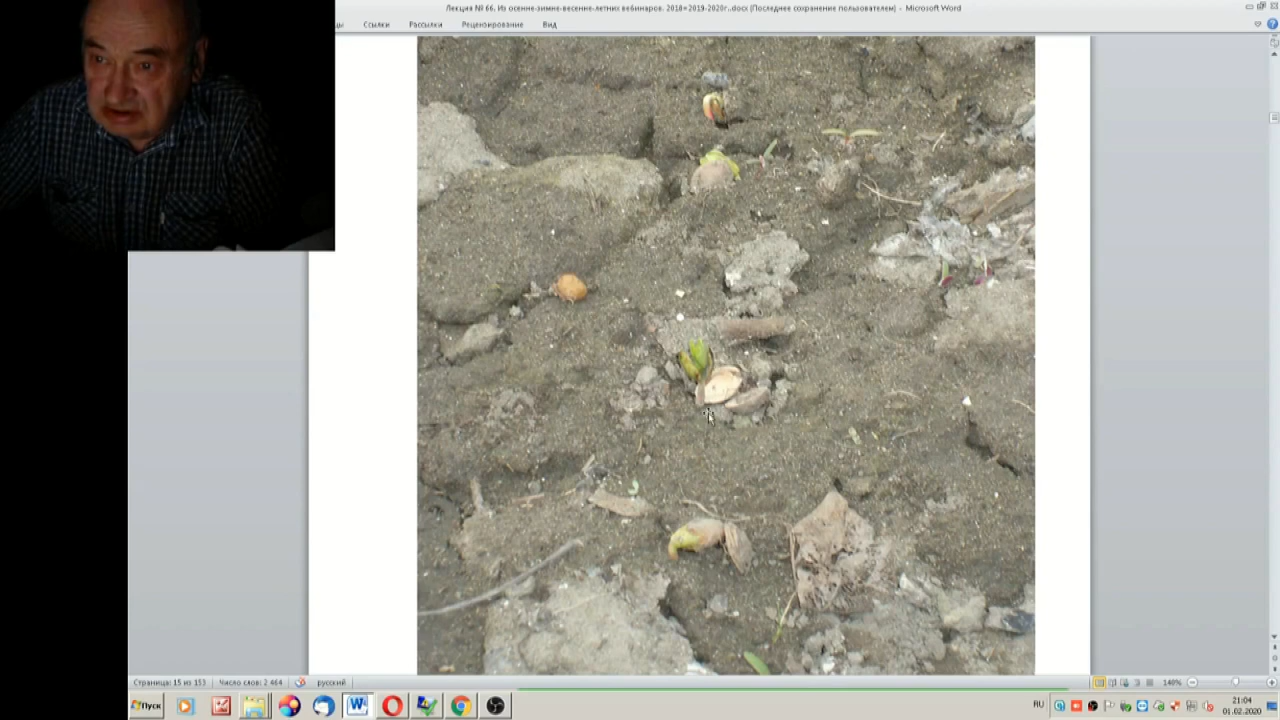 Лекция № 66. Из осенне-зимне-весенне-летних вебинаров. 2018=2019-2020г..docx (Последнее сохранение пользователем) - Microsoft Word
Ссылки Рассылки Рецензирование Вид
Страница: 15 из 153 Число слов: 2 464 русский 140%
Пуск RU 21:04
01.02.2020